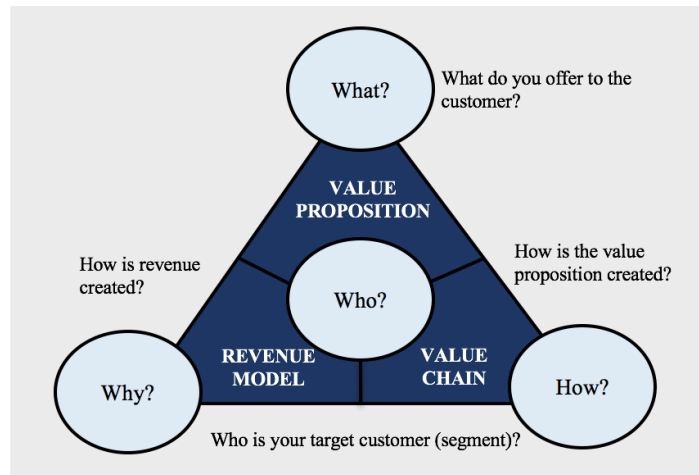 What?
What do you offer to the
customer?
VALUE
PROPOSITION
How is revenue
created?
How is the value
proposition created?
Who?
REVENUE
MODEL
VALUE
CHAIN
Why?
How?
Who is your target customer (segment)?